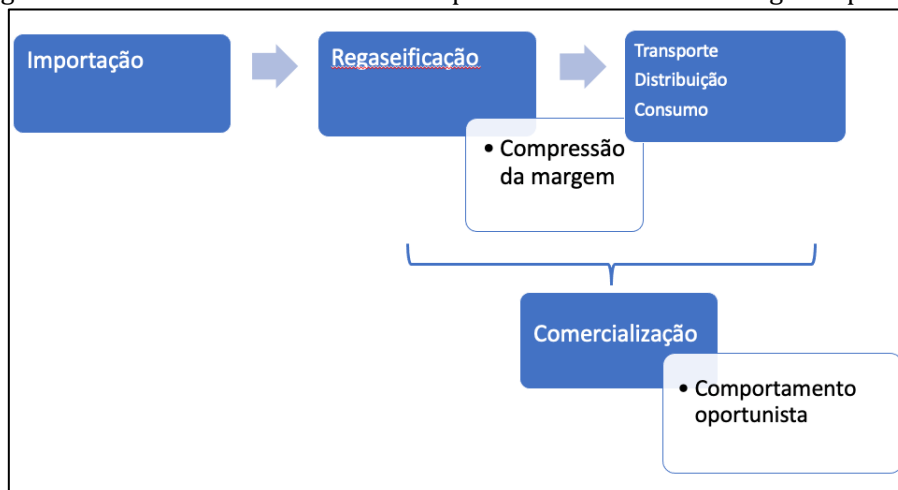 Importação
Regaseificação
Transporte
Distribuição
Consumo
• Compressão
da margem
Comercialização
• Comportamento
oportunista